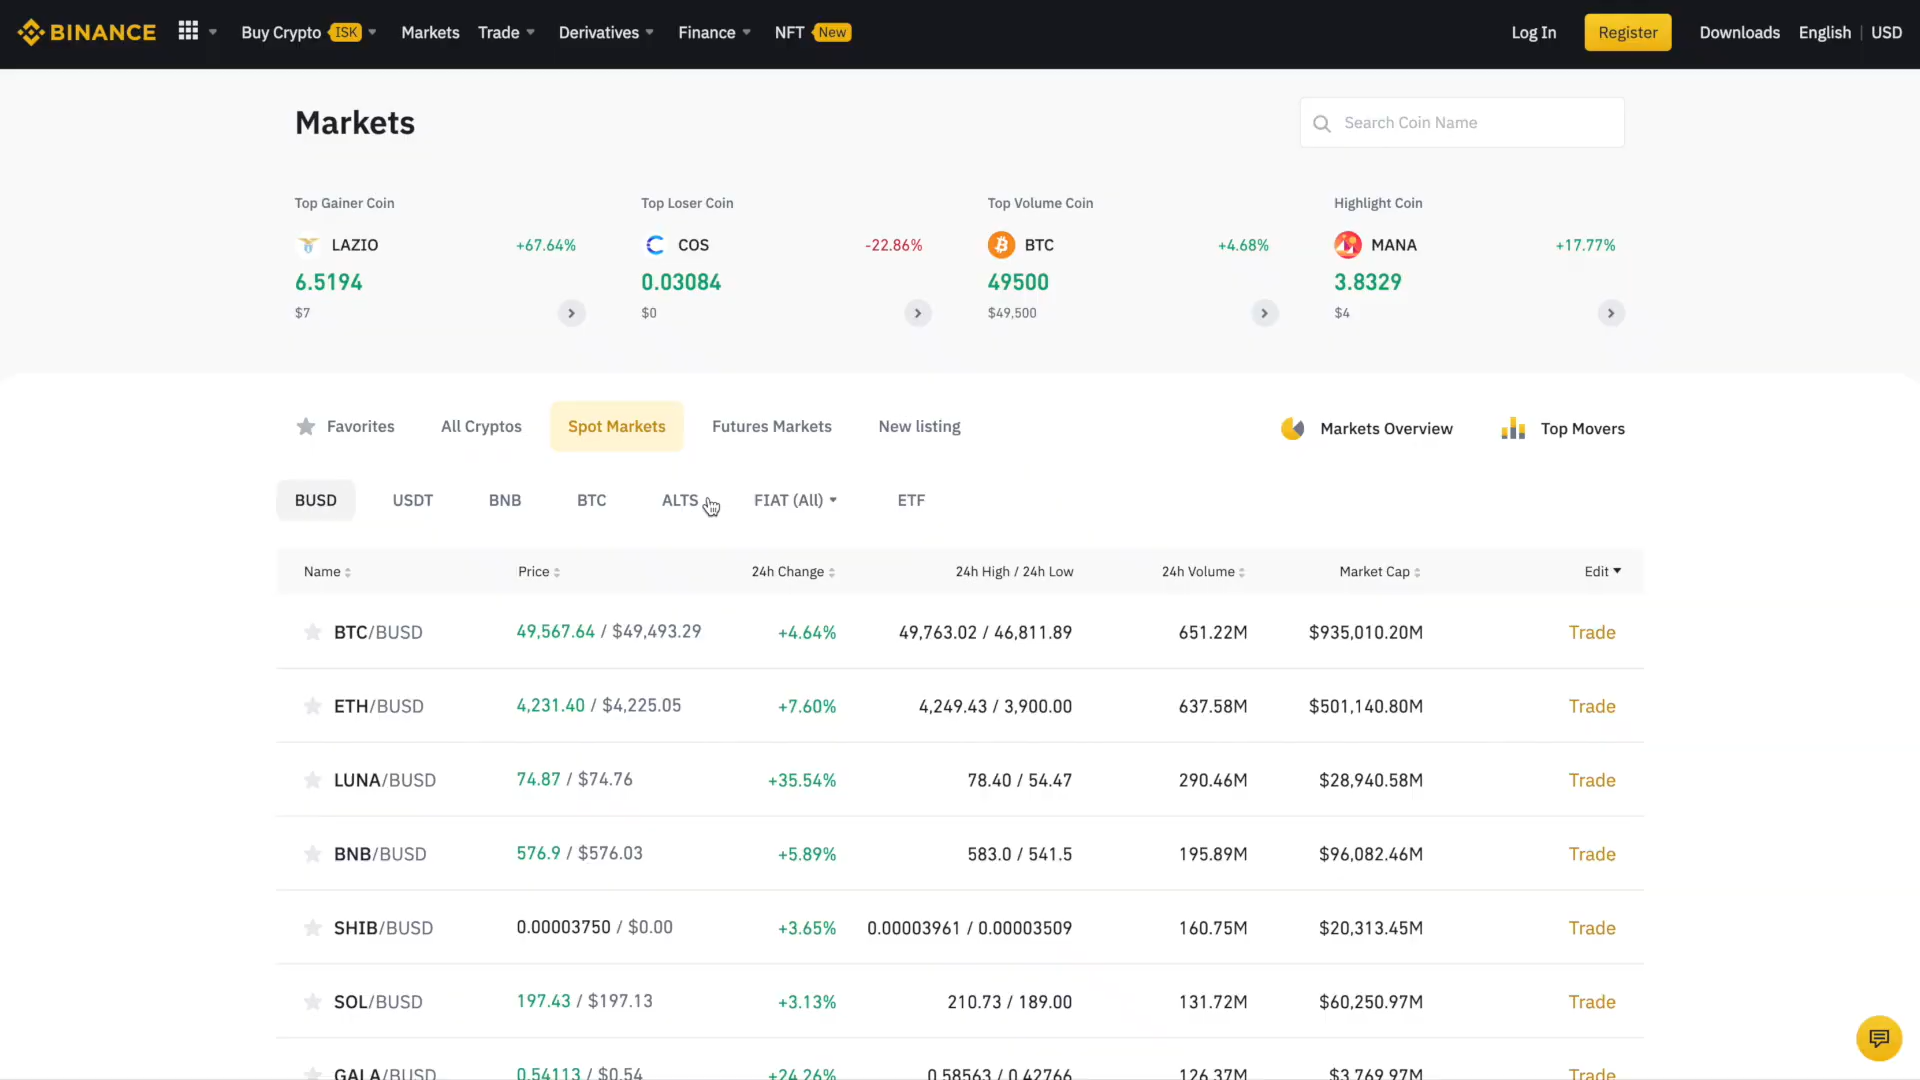 BINANCE Buy Crypto ISK Markets Trade Derivatives Finance NFT New Log In Register Downloads English USD
Markets
Search Coin Name
Top Gainer Coin Top Loser Coin Top Volume Coin Highlight Coin
LAZIO +67.64% COS -22.86% BTC +4.68% MANA +17.77%
6.5194 0.03084 49500 3.8329
$7 $0 $49,500 $4
Favorites All Cryptos Spot Markets Futures Markets New listing Markets Overview Top Movers
BUSD USDT BNB BTC ALTS FIAT (All) ETF
Name Price 24h Change 24h High / 24h Low 24h Volume Market Cap Edit
BTC/BUSD 49,567.64 / $49,493.29 +4.64% 49,763.02 / 46,811.89 651.22M $935,010.20M Trade
ETH/BUSD 4,231.40 / $4,225.05 +7.60% 4,249.43 / 3,900.00 637.58M $501,140.80M Trade
LUNA/BUSD 74.87 / $74.76 +35.54% 78.40 / 54.47 290.46M $28,940.58M Trade
BNB/BUSD 576.9 / $576.03 +5.89% 583.0 / 541.5 195.89M $96,082.46M Trade
SHIB/BUSD 0.00003750 / $0.00 +3.65% 0.00003961 / 0.00003509 160.75M $20,313.45M Trade
SOL/BUSD 197.43 / $197.13 +3.13% 210.73 / 189.00 131.72M $60,250.97M Trade
GALA/BUSD 0.54113 / $0.54 +24.26% 0.58563 / 0.42766 126.37M $3,769.97M Trade